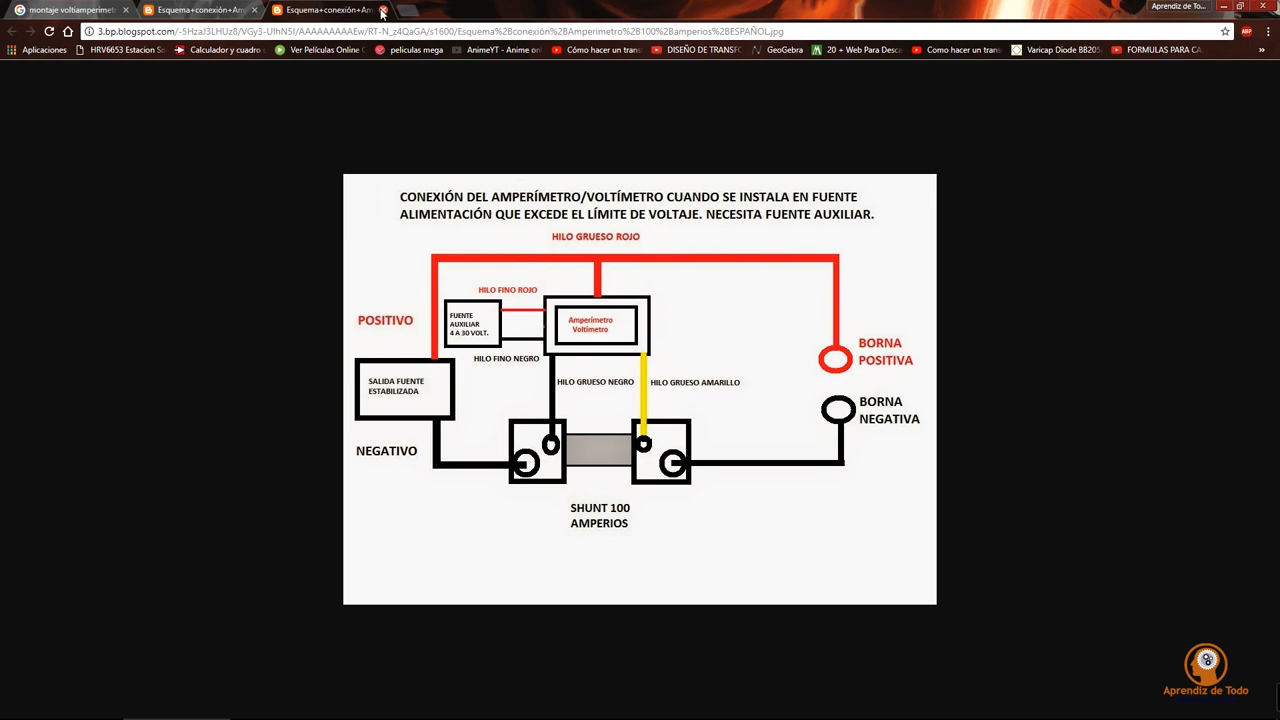 montaje voltiamperimet
Esquema+conexión+Am
Esquema+conexión+Am
Aprendiz de To...
3.bp.blogspot.com/-5HzaJ3LHUz8/VGy3-UIhN5I/AAAAAAAAAEw/RT-N_z4QaGA/s1600/Esquema%2Bconexión%2BAmperimetro%2B100%2Bamperios%2BESPAÑOL.jpg
ABP
Aplicaciones
HRV6653 Estacion So
Calculador y cuadro d
Ver Películas Online G
peliculas mega
AnimeYT - Anime onl
Cómo hacer un trans
DISEÑO DE TRANSFO
GeoGebra
20 + Web Para Desca
Como hacer un trans
Varicap Diode BB205
FORMULAS PARA CA
CONEXIÓN DEL AMPERÍMETRO/VOLTÍMETRO CUANDO SE INSTALA EN FUENTE
ALIMENTACIÓN QUE EXCEDE EL LÍMITE DE VOLTAJE. NECESITA FUENTE AUXILIAR.
HILO GRUESO ROJO
HILO FINO ROJO
POSITIVO
FUENTE
AUXILIAR
4 A 30 VOLT.
Amperímetro
Voltímetro
BORNA
POSITIVA
HILO FINO NEGRO
SALIDA FUENTE
ESTABILIZADA
HILO GRUESO NEGRO
HILO GRUESO AMARILLO
BORNA
NEGATIVA
NEGATIVO
SHUNT 100
AMPERIOS
Aprendiz de Todo